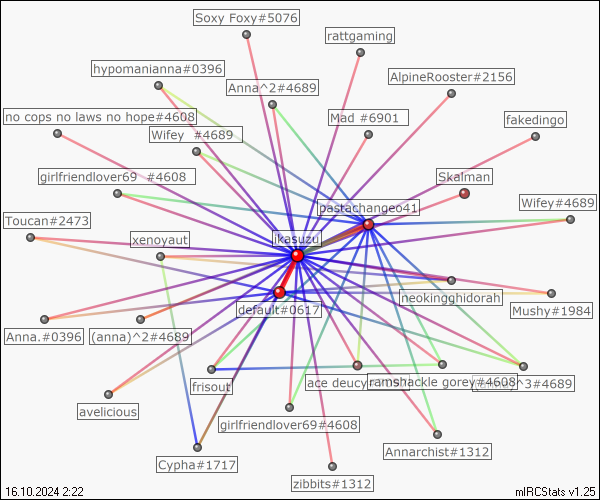 Soxy Foxy#5076
rattgaming
hypomanianna#0396
AlpineRooster#2156
Anna^2#4689
no cops no laws no hope#4608
Mad #6901
fakedingo
Wifey #4689
girlfriendlover69 #4608
Skalman
Wifey#4689
pastachangeo41
Toucan#2473
xenoyaut
ikasuzu
neokingghidorah
Mushy#1984
default#0617
Anna.#0396
(anna)^2#4689
frisout
ace deucy
ramshackle gorey#4608
^3#4689
avelicious
girlfriendlover69#4608
Annarchist#1312
Cypha#1717
zibbits#1312
16.10.2024 2:22
mIRCStats v1.25